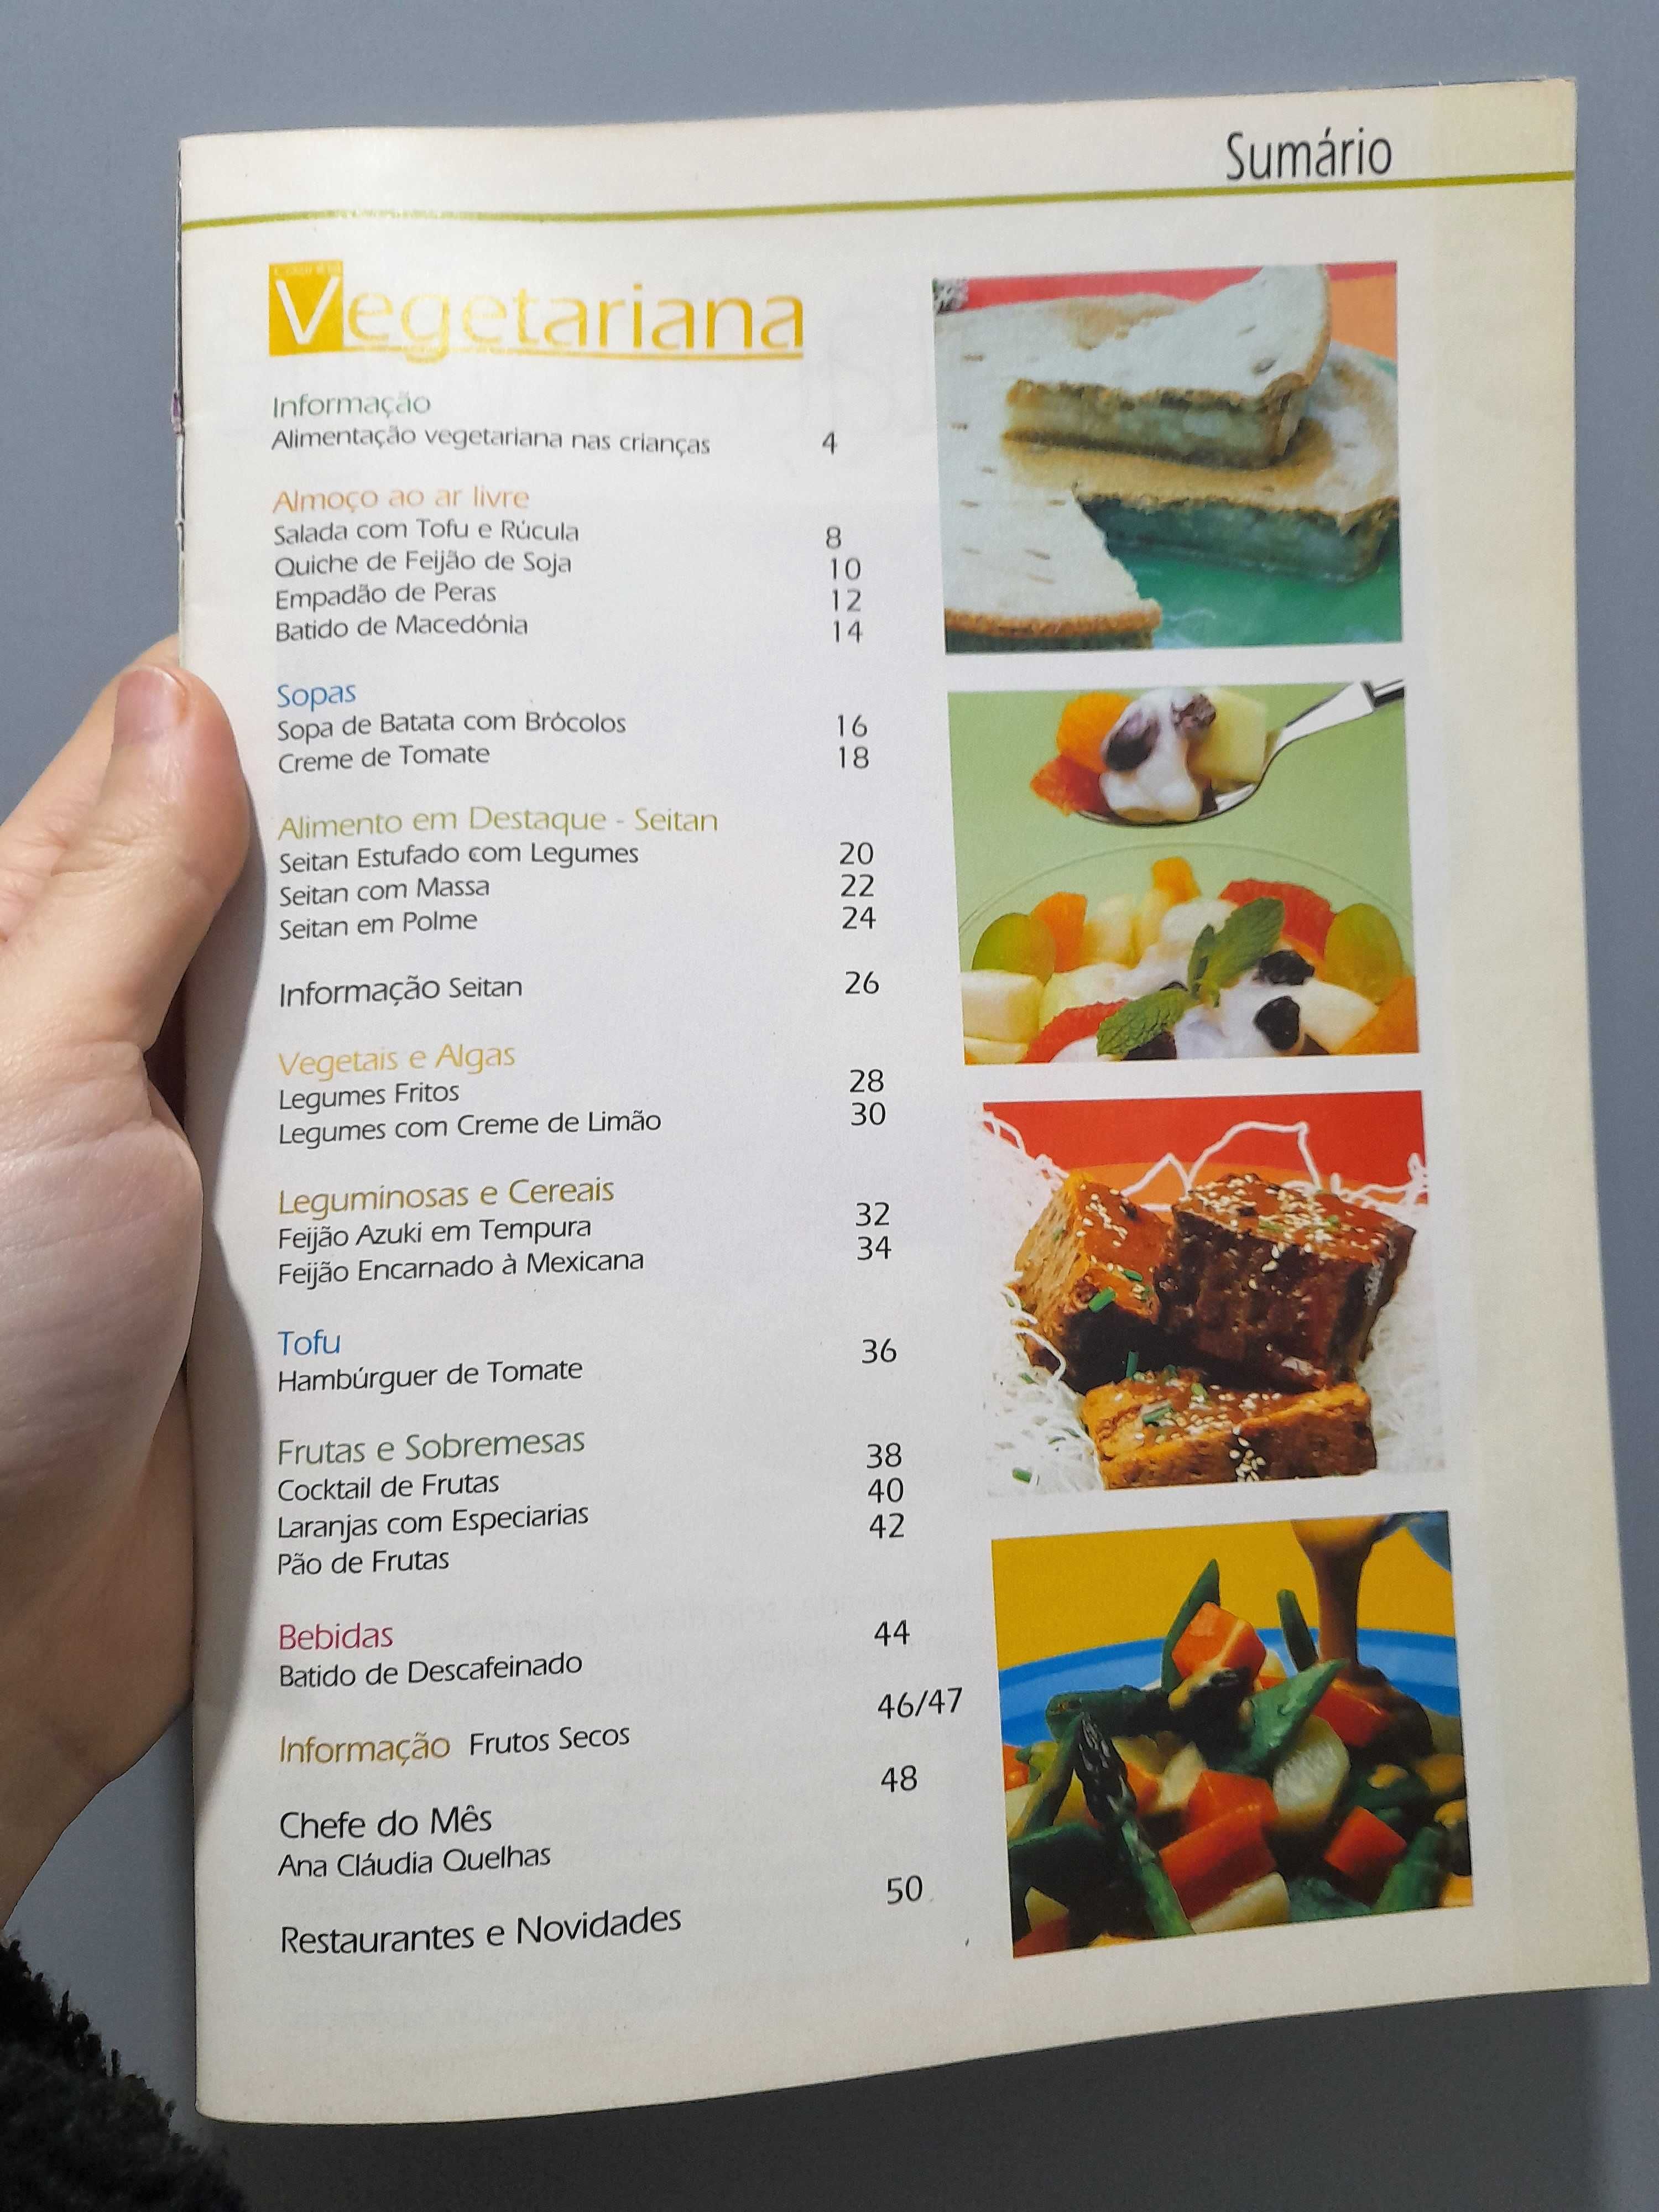 Sumário
Vegetariana
Informação
Alimentação vegetariana nas crianças 4
Almoço ao ar livre
Salada com Tofu e Rúcula 8
Quiche de Feijão de Soja 10
Empadão de Peras 12
Batido de Macedónia 14
Sopas
Sopa de Batata com Brócolos 16
Creme de Tomate 18
Alimento em Destaque - Seitan
Seitan Estufado com Legumes 20
Seitan com Massa 22
Seitan em Polme 24
Informação Seitan 26
Vegetais e Algas
Legumes Fritos 28
Legumes com Creme de Limão 30
Leguminosas e Cereais
Feijão Azuki em Tempura 32
Feijão Encarnado à Mexicana 34
Tofu
Hambúrguer de Tomate 36
Frutas e Sobremesas
Cocktail de Frutas 38
Laranjas com Especiarias 40
Pão de Frutas 42
Bebidas
Batido de Descafeinado 44
Informação Frutos Secos 46/47
Chefe do Mês 48
Ana Cláudia Quelhas
Restaurantes e Novidades 50